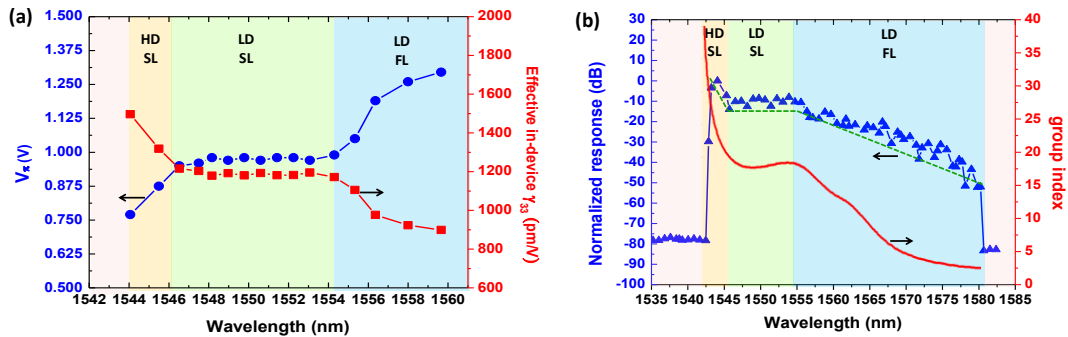 (a)
HD
SL
LD
SL
LD
FL
1.500
1.375
1.250
1.125
1.000
0.875
0.750
0.625
0.500
Vπ (V)
2000
1800
1600
1400
1200
1000
800
600
Effective in-device γ33 (pm/V)
1542 1544 1546 1548 1550 1552 1554 1556 1558 1560
Wavelength (nm)
(b)
HD
SL
LD
SL
LD
FL
30
20
10
0
-10
-20
-30
-40
-50
-60
-70
-80
-90
-100
Normalized response (dB)
40
35
30
25
20
15
10
5
0
group index
1535 1540 1545 1550 1555 1560 1565 1570 1575 1580 1585
Wavelength (nm)